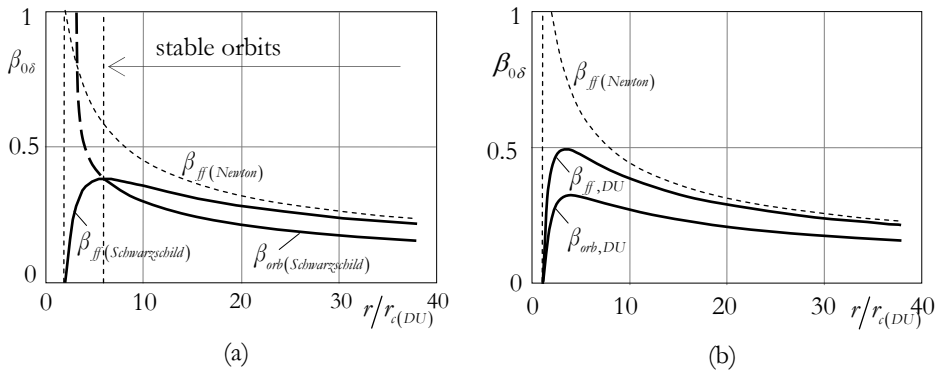 1
β0δ
stable orbits
0.5
βff(Newton)
βff(Schwarzschild)
βorb(Schwarzschild)
0
0 10 20 30 40
r/rc(DU)
(a)
1
β0δ
βff(Newton)
0.5
βff,DU
βorb,DU
0
0 10 20 30 40
r/rc(DU)
(b)